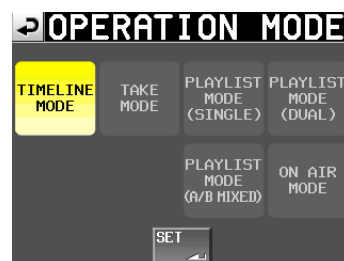 OPERATION MODE
TIMELINE MODE
TAKE MODE
PLAYLIST MODE (SINGLE)
PLAYLIST MODE (DUAL)
PLAYLIST MODE (A/B MIXED)
ON AIR MODE
SET